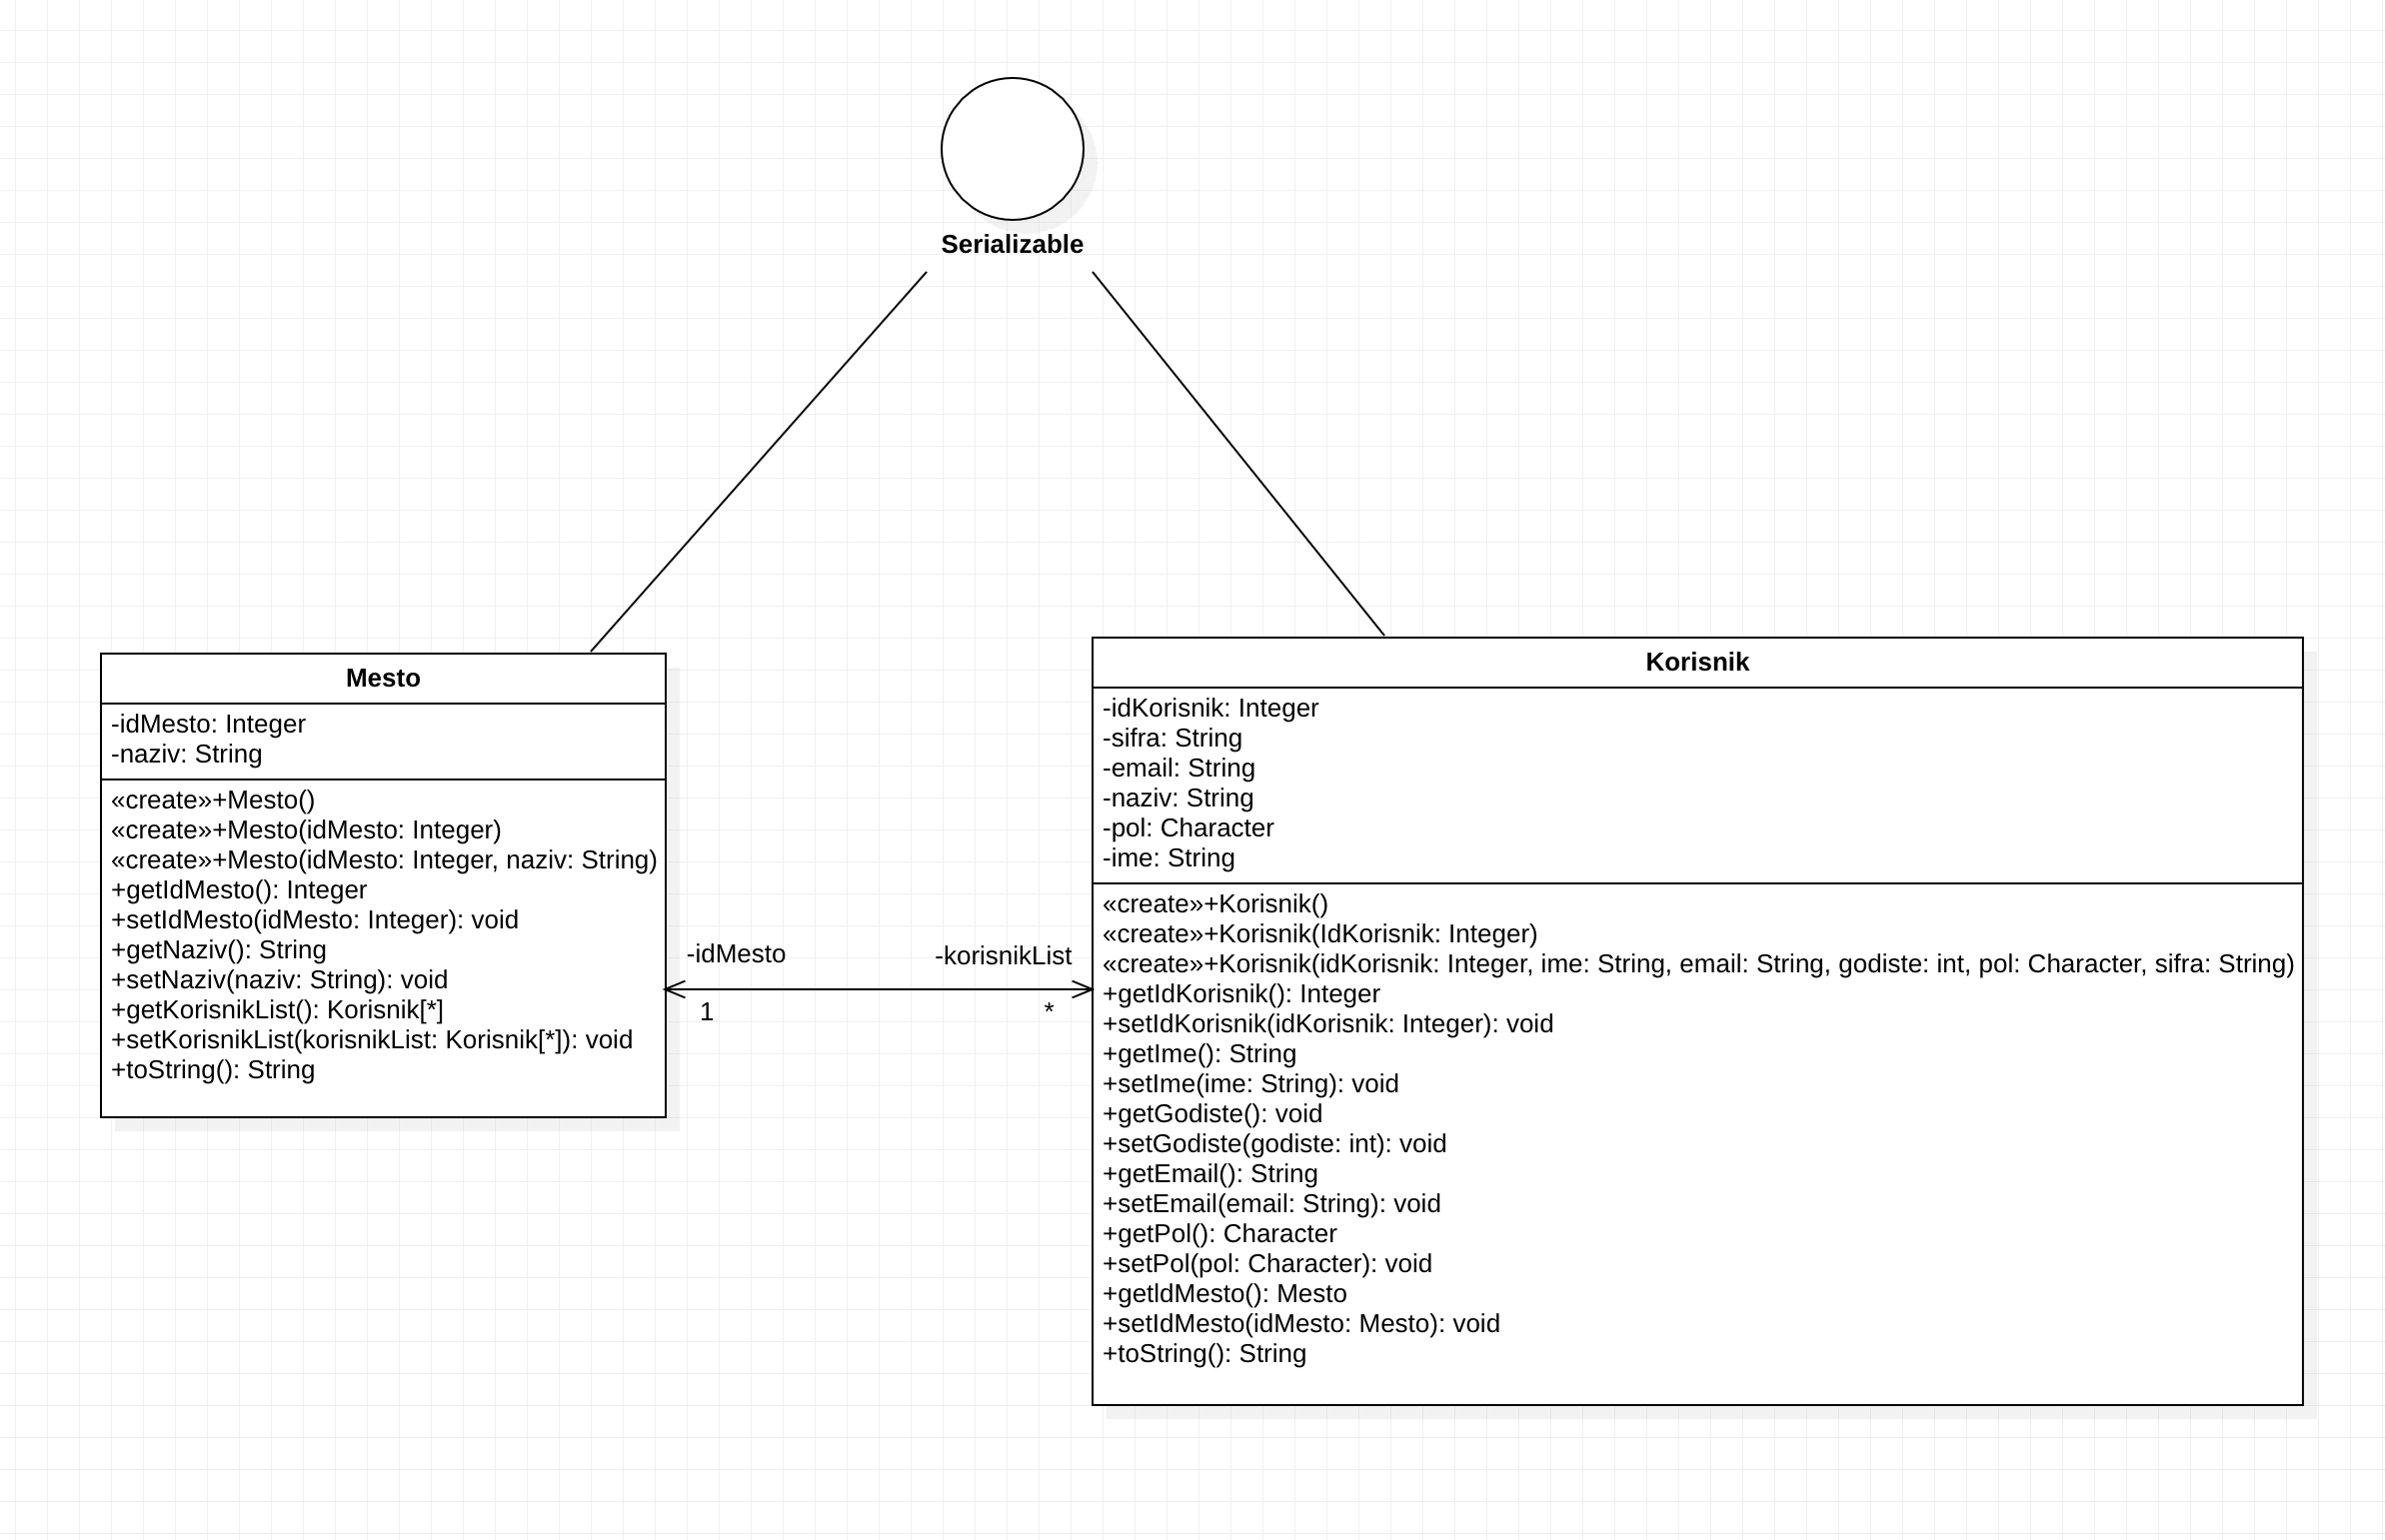 Serializable
Mesto
-idMesto: Integer
-naziv: String
«create»+Mesto()
«create»+Mesto(idMesto: Integer)
«create»+Mesto(idMesto: Integer, naziv: String)
+getIdMesto(): Integer
+setIdMesto(idMesto: Integer): void
+getNaziv(): String
+setNaziv(naziv: String): void
+getKorisnikList(): Korisnik[*]
+setKorisnikList(korisnikList: Korisnik[*]): void
+toString(): String
-idMesto
-korisnikList
1
*
Korisnik
-idKorisnik: Integer
-sifra: String
-email: String
-naziv: String
-pol: Character
-ime: String
«create»+Korisnik()
«create»+Korisnik(IdKorisnik: Integer)
«create»+Korisnik(idKorisnik: Integer, ime: String, email: String, godiste: int, pol: Character, sifra: String)
+getIdKorisnik(): Integer
+setIdKorisnik(idKorisnik: Integer): void
+getIme(): String
+setIme(ime: String): void
+getGodiste(): void
+setGodiste(godiste: int): void
+getEmail(): String
+setEmail(email: String): void
+getPol(): Character
+setPol(pol: Character): void
+getldMesto(): Mesto
+setIdMesto(idMesto: Mesto): void
+toString(): String